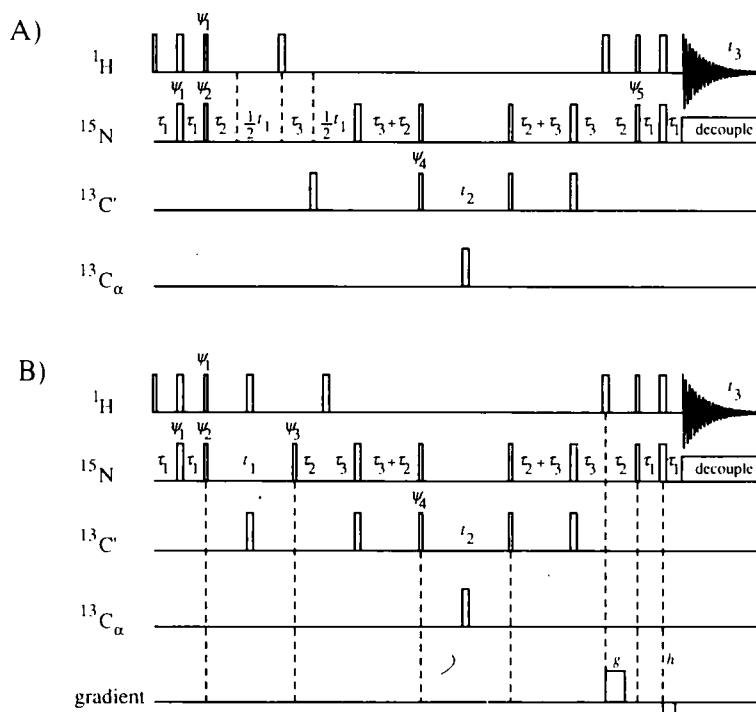 A)
ψ₁
¹H
t₃
ψ₁ ψ₂ ψ₅
¹⁵N τ₁ τ₁ τ₂ ½t₁ τ₃ ½t₁ τ₃+τ₂ τ₂+τ₃ τ₃ τ₂ τ₁ τ₁ decouple
ψ₄
¹³C' t₂
¹³Cα
B)
ψ₁
¹H
t₃
ψ₁ ψ₂ ψ₃
¹⁵N τ₁ τ₁ t₁ τ₂ τ₃ τ₃+τ₂ τ₂+τ₃ τ₃ τ₂ τ₁ τ₁ decouple
ψ₄
¹³C' t₂
¹³Cα
g h
gradient